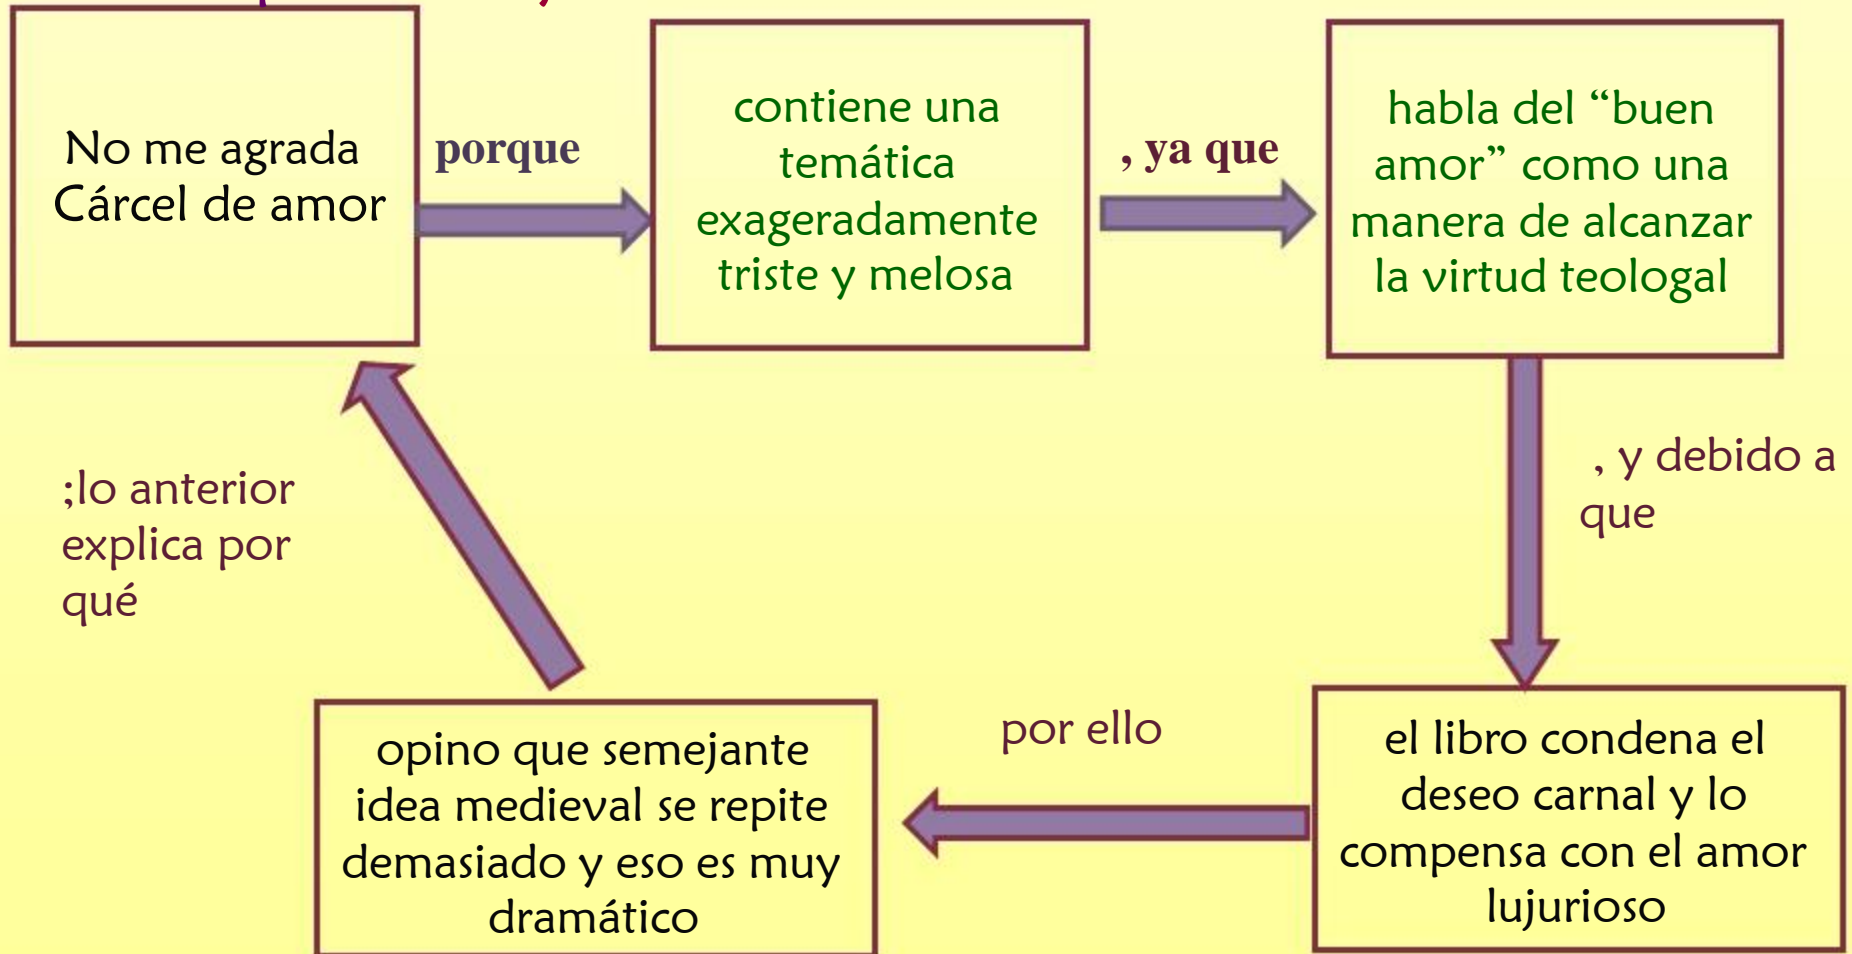 No me agrada
Cárcel de amor
porque
contiene una
temática
exageradamente
triste y melosa
, ya que
habla del “buen
amor” como una
manera de alcanzar
la virtud teologal
, y debido a
que
el libro condena el
deseo carnal y lo
compensa con el amor
lujurioso
por ello
opino que semejante
idea medieval se repite
demasiado y eso es muy
dramático
;lo anterior
explica por
qué